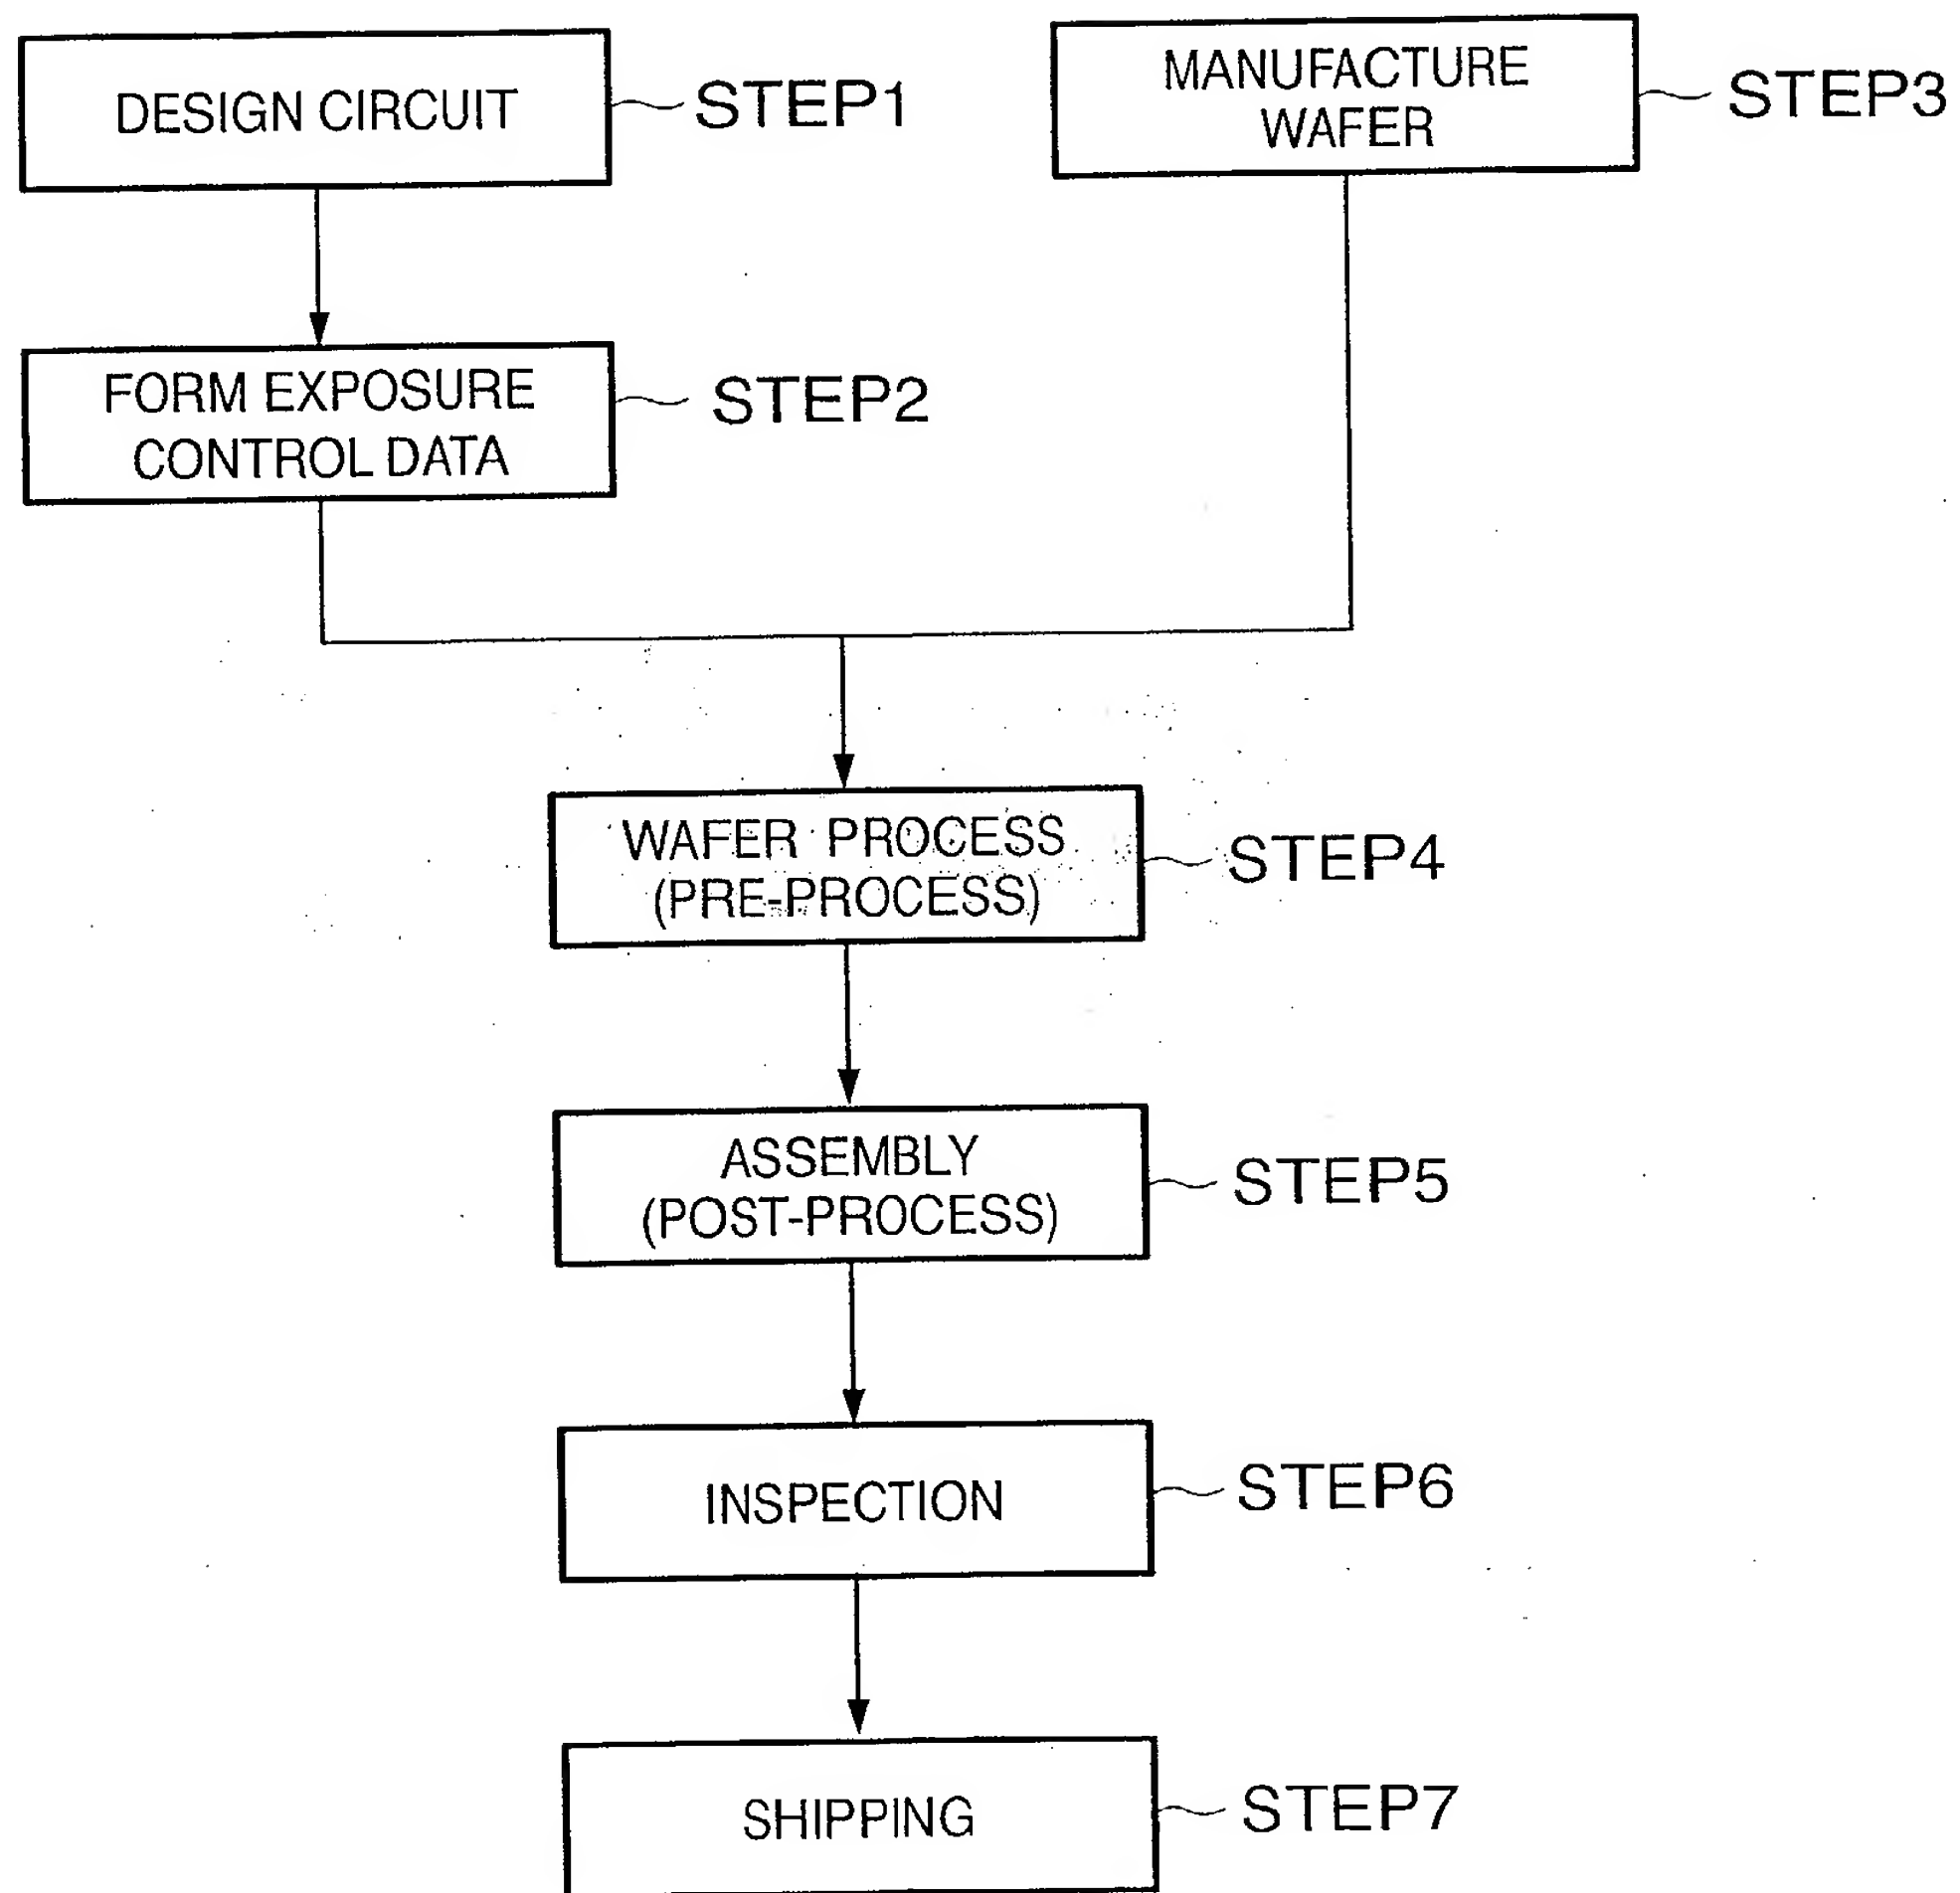 DESIGN CIRCUIT
STEP1
MANUFACTURE
WAFER
STEP3
FORM EXPOSURE
CONTROL DATA
STEP2
WAFER PROCESS
(PRE-PROCESS)
STEP4
ASSEMBLY
(POST-PROCESS)
STEP5
INSPECTION
STEP6
SHIPPING
STEP7